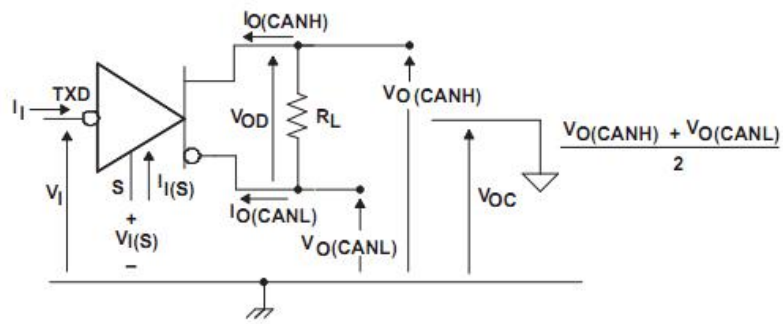 IO(CANH)
TXD
II
VOD
RL
VO(CANH)
VO(CANH) + VO(CANL)
2
VI
S
II(S)
+
VI(S)
–
IO(CANL)
VO(CANL)
VOC